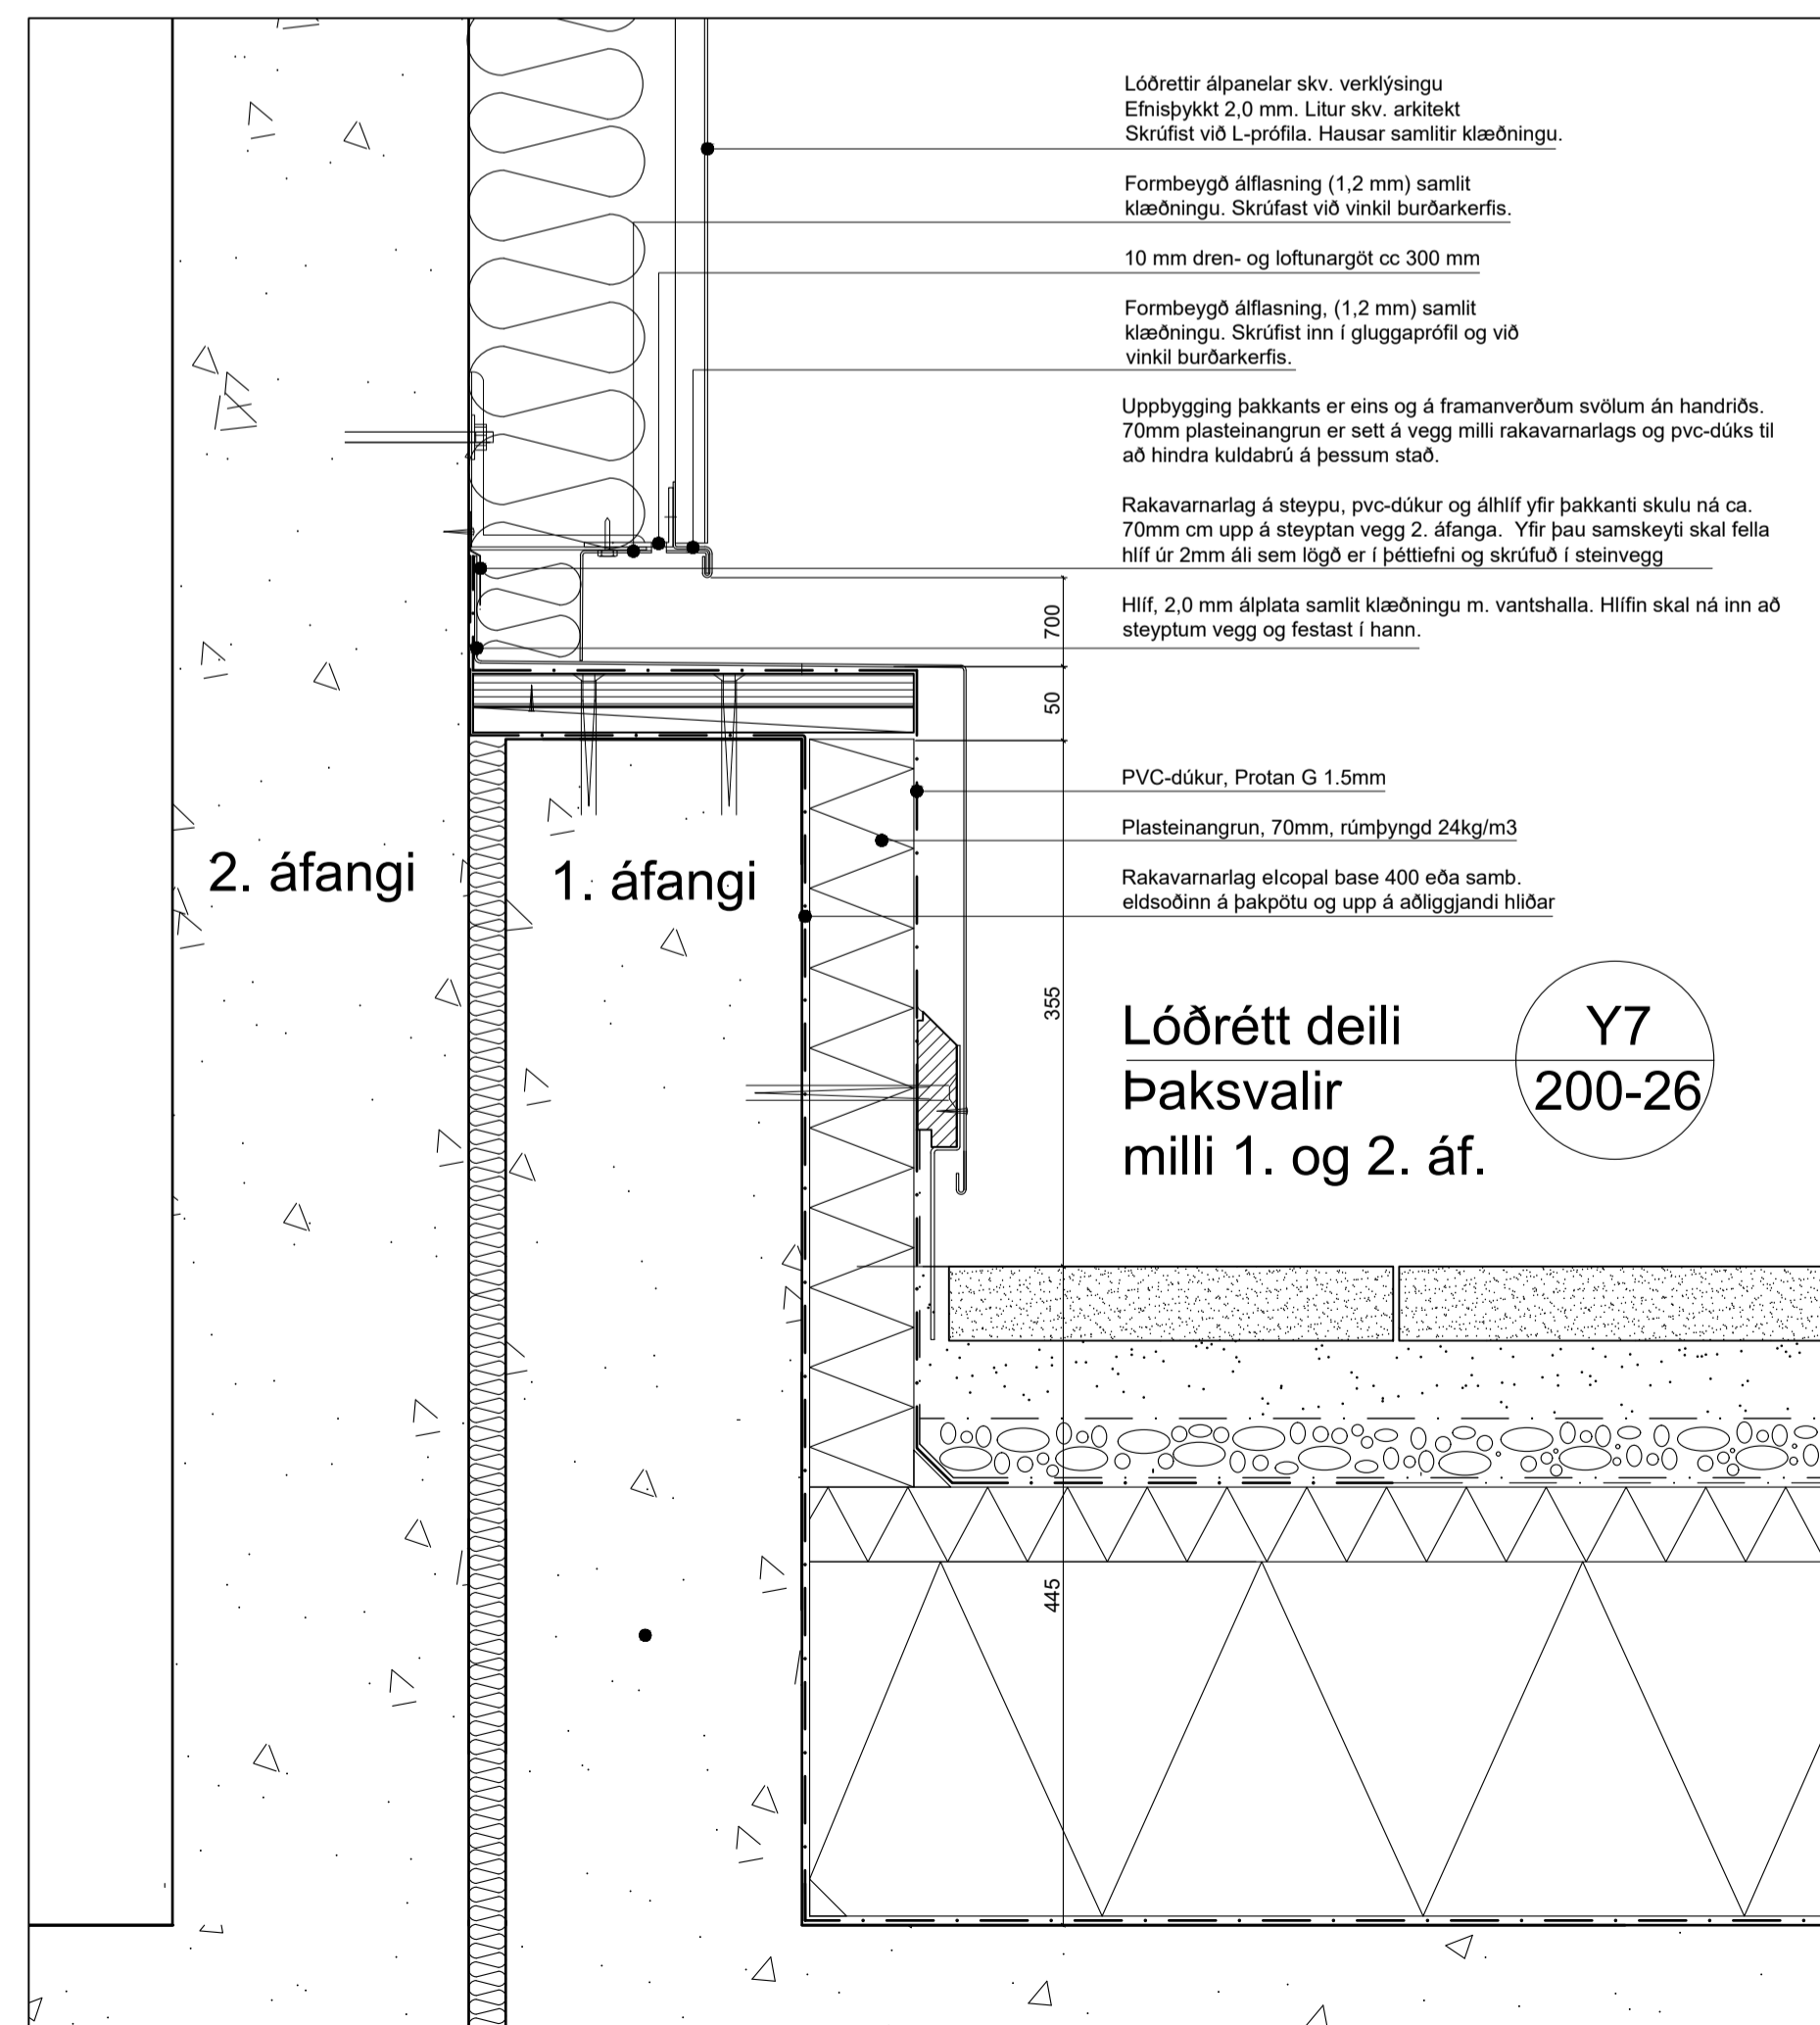 Lóðrettir álpanelar skv. verklýsingu
Efnisþykkt 2,0 mm. Litur skv. arkitekt
Skrúfist við L-prófila. Hausar samlitir klæðningu.
Formbeygð álflasning (1,2 mm) samlit
klæðningu. Skrúfast við vinkil burðarkerfis.
10 mm dren- og loftunargöt cc 300 mm
Formbeygð álflasning, (1,2 mm) samlit
klæðningu. Skrúfist inn í gluggaprófil og við
vinkil burðarkerfis.
Uppbygging þakkants er eins og á framanverðum svölum án handriðs.
70mm plasteinangrun er sett á vegg milli rakavarnarlags og pvc-dúks til
að hindra kuldabrú á þessum stað.
Rakavarnarlag á steypu, pvc-dúkur og álhlíf yfir þakkanti skulu ná ca.
70mm cm upp á steyptan vegg 2. áfanga. Yfir þau samskeyti skal fella
hlíf úr 2mm áli sem lögð er í þéttiefni og skrúfuð í steinvegg
Hlíf, 2,0 mm álplata samlit klæðningu m. vantshalla. Hlífin skal ná inn að
steyptum vegg og festast í hann.
700
50
PVC-dúkur, Protan G 1.5mm
Plasteinangrun, 70mm, rúmþyngd 24kg/m3
Rakavarnarlag elcopal base 400 eða samb.
eldsoðinn á þakpötu og upp á aðliggjandi hliðar
2. áfangi
1. áfangi
355
Lóðrétt deili
Þaksvalir
milli 1. og 2. áf.
Y7
200-26
445